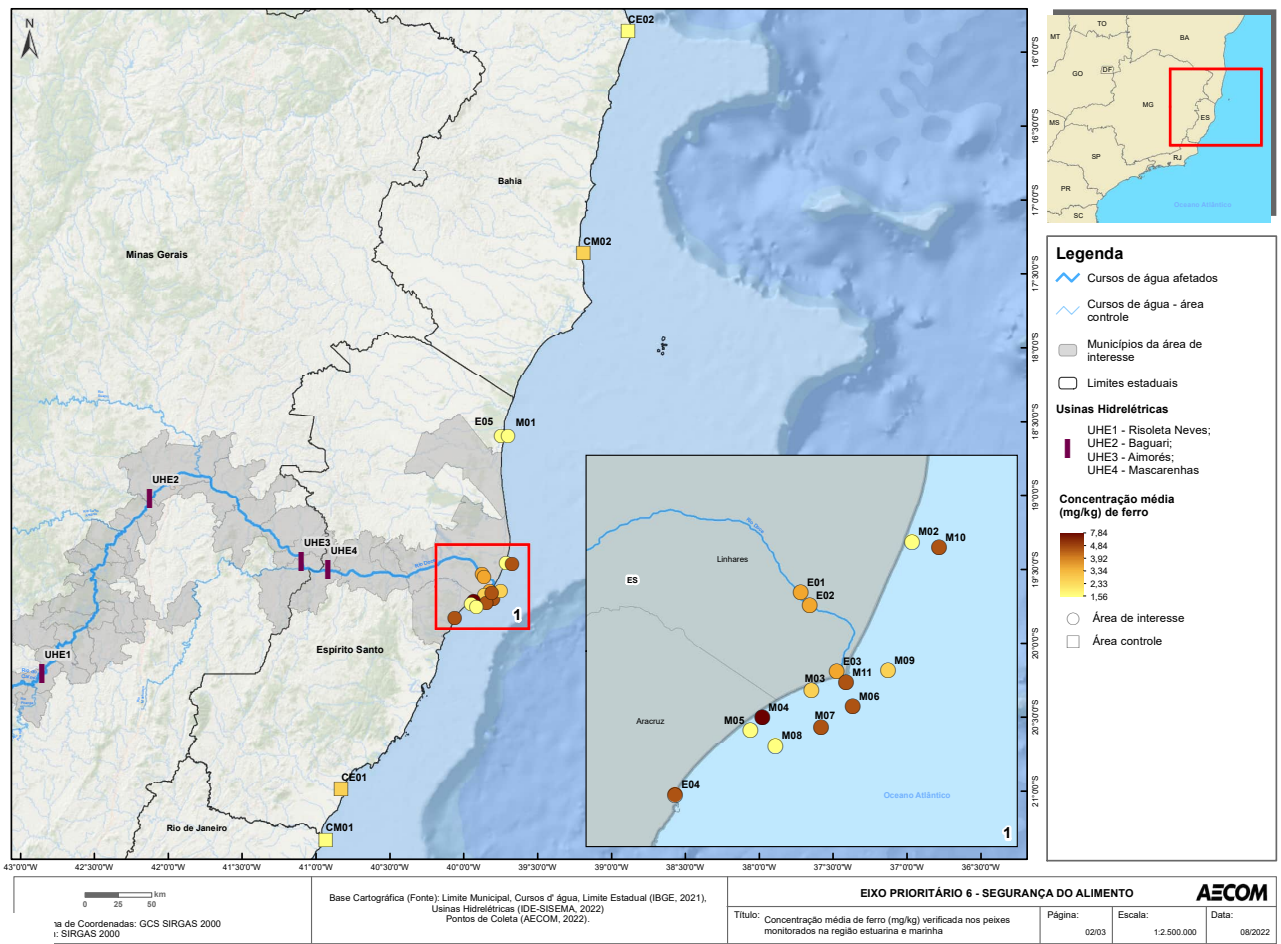 N
CE02
Bahia
CM02
Minas Gerais
E05
M01
UHE2
UHE3
UHE4
Rio Doce
1
Espírito Santo
UHE1
CE01
Rio de Janeiro
CM01
M02
M10
Linhares
Rio Doce
ES
E01
E02
E03
M09
M11
M03
M06
M04
M07
M05
Aracruz
M08
E04
Oceano Atlântico
1
16°0'0"S
16°30'0"S
17°0'0"S
17°30'0"S
18°0'0"S
18°30'0"S
19°0'0"S
19°30'0"S
20°0'0"S
20°30'0"S
21°0'0"S
43°0'0"W
42°30'0"W
42°0'0"W
41°30'0"W
41°0'0"W
40°30'0"W
40°0'0"W
39°30'0"W
39°0'0"W
38°30'0"W
38°0'0"W
37°30'0"W
37°0'0"W
36°30'0"W
TO
MT
BA
GO
DF
MG
MS
ES
SP
RJ
PR
SC
Oceano Atlântico
Legenda
Cursos de água afetados
Cursos de água - área
controle
Municípios da área de
interesse
Limites estaduais
Usinas Hidrelétricas
UHE1 - Risoleta Neves;
UHE2 - Baguari;
UHE3 - Aimorés;
UHE4 - Mascarenhas
Concentração média
(mg/kg) de ferro
7,84
4,84
3,34
2,33
1,56
Área de interesse
Área controle
km
0 25 50
na de Coordenadas: GCS SIRGAS 2000
: SIRGAS 2000
Base Cartográfica (Fonte): Limite Municipal, Cursos d' água, Limite Estadual (IBGE, 2021),
Usinas Hidrelétricas (IDE-SISEMA, 2022)
Pontos de Coleta (AECOM, 2022).
EIXO PRIORITÁRIO 6 - SEGURANÇA DO ALIMENTO
AECOM
Título: Concentração média de ferro (mg/kg) verificada nos peixes
monitorados na região estuarina e marinha
Página:
02/03
Escala:
1:2.500.000
Data:
08/2022